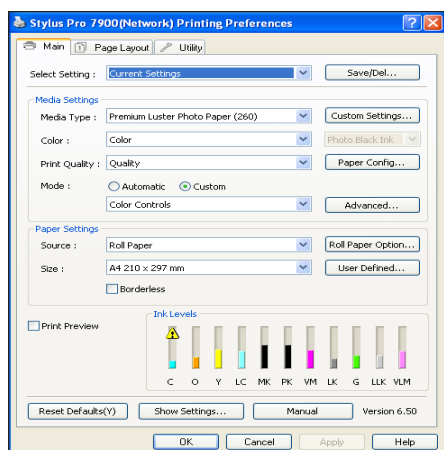 Stylus Pro 7900(Network) Printing Preferences
Main Page Layout Utility
Select Setting : Current Settings Save/Del...
Media Settings
Media Type : Premium Luster Photo Paper (260) Custom Settings...
Color : Color Photo Black Ink
Print Quality : Quality Paper Config...
Mode : Automatic Custom
Color Controls Advanced...
Paper Settings
Source : Roll Paper Roll Paper Option...
Size : A4 210 x 297 mm User Defined...
Borderless
Print Preview
Ink Levels
C O Y LC MK PK VM LK G LLK VLM
Reset Defaults(Y) Show Settings... Manual Version 6.50
OK Cancel Apply Help